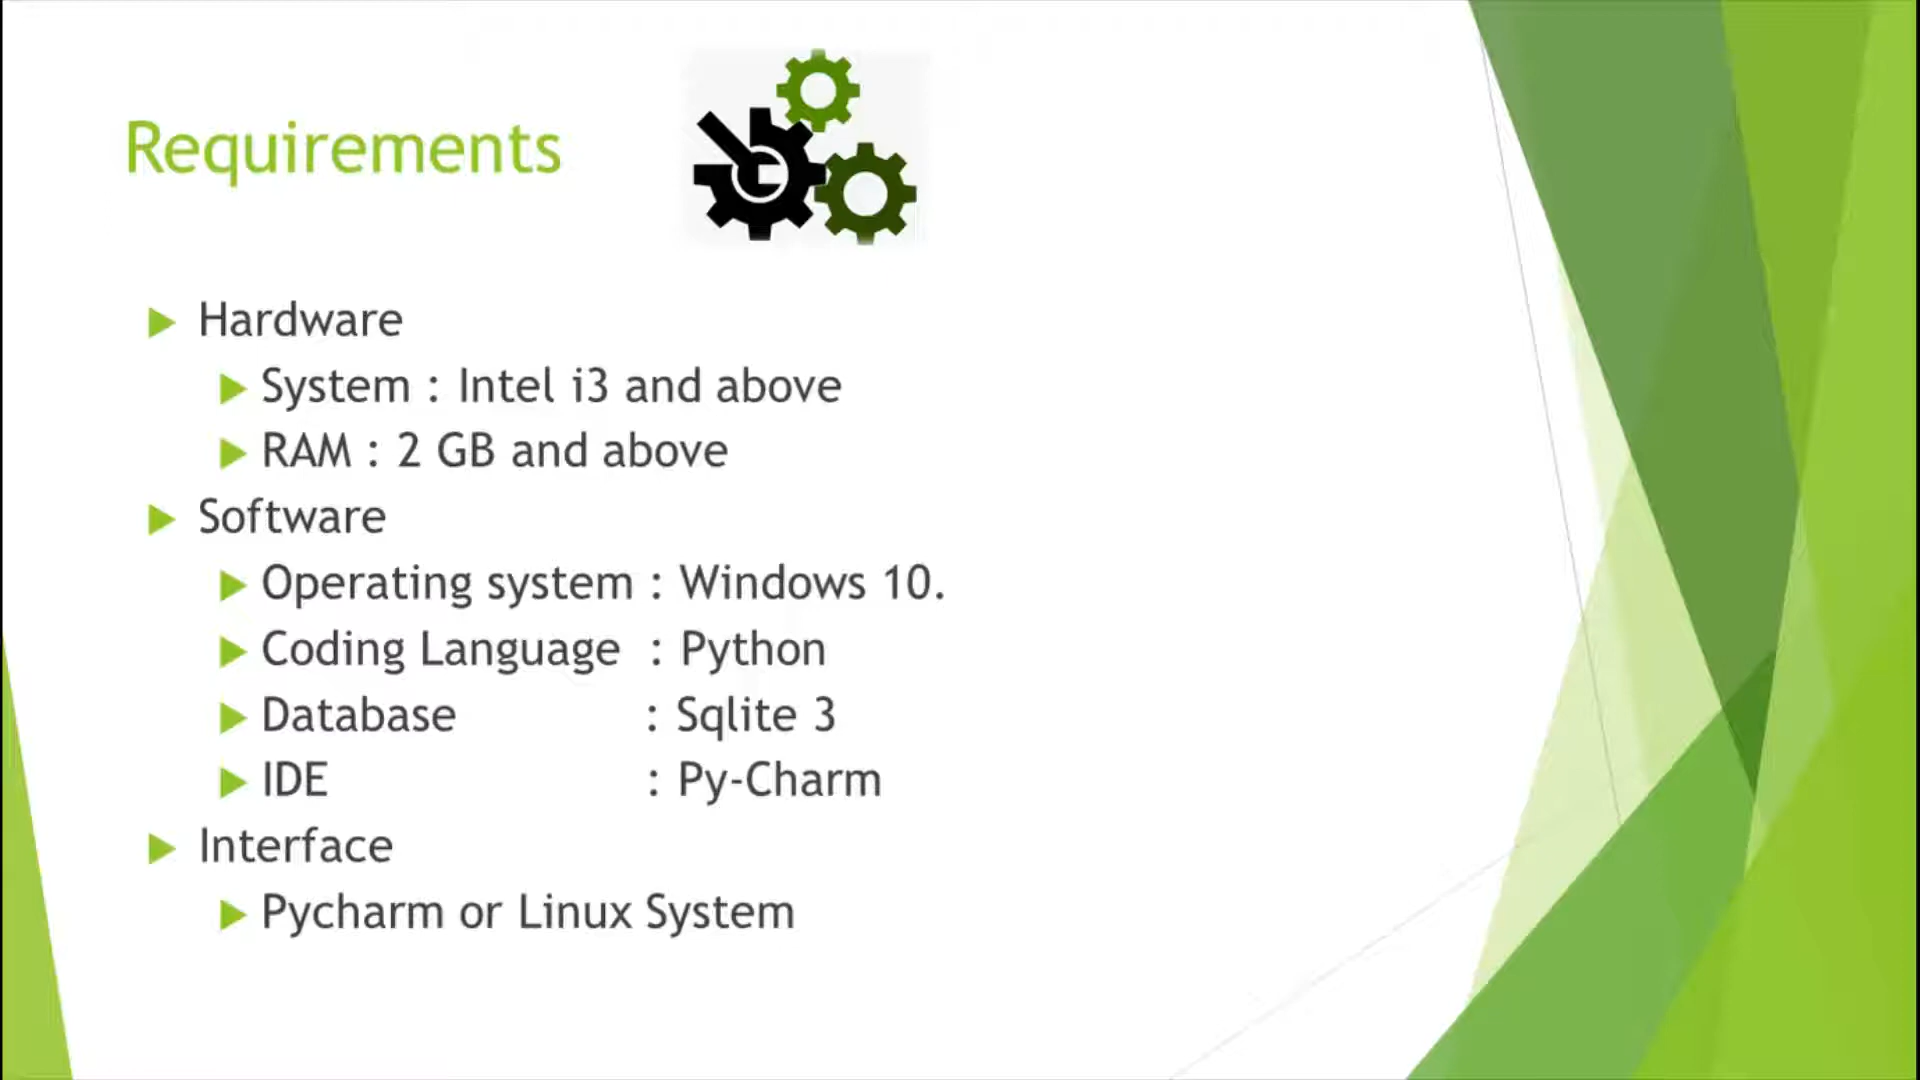 Requirements
Hardware
System : Intel i3 and above
RAM : 2 GB and above
Software
Operating system : Windows 10.
Coding Language : Python
Database : Sqlite 3
IDE : Py-Charm
Interface
Pycharm or Linux System